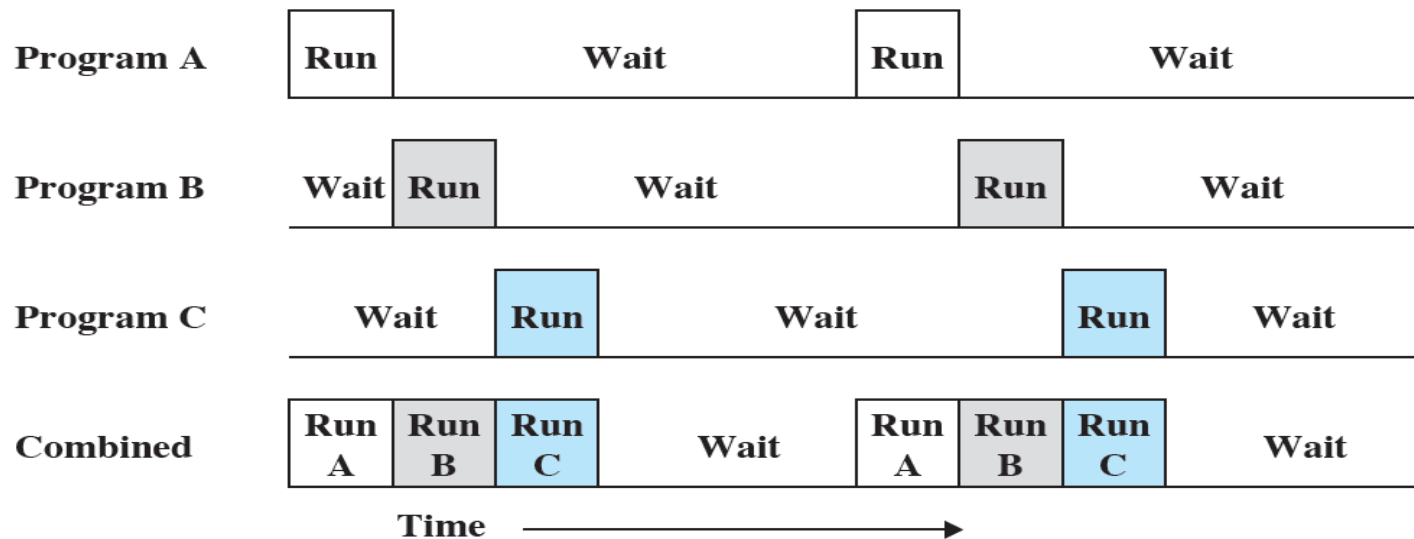 Program A Run Wait Run Wait
Program B Wait Run Wait Run Wait
Program C Wait Run Wait Run Wait
Combined Run A Run B Run C Wait Run A Run B Run C Wait
Time